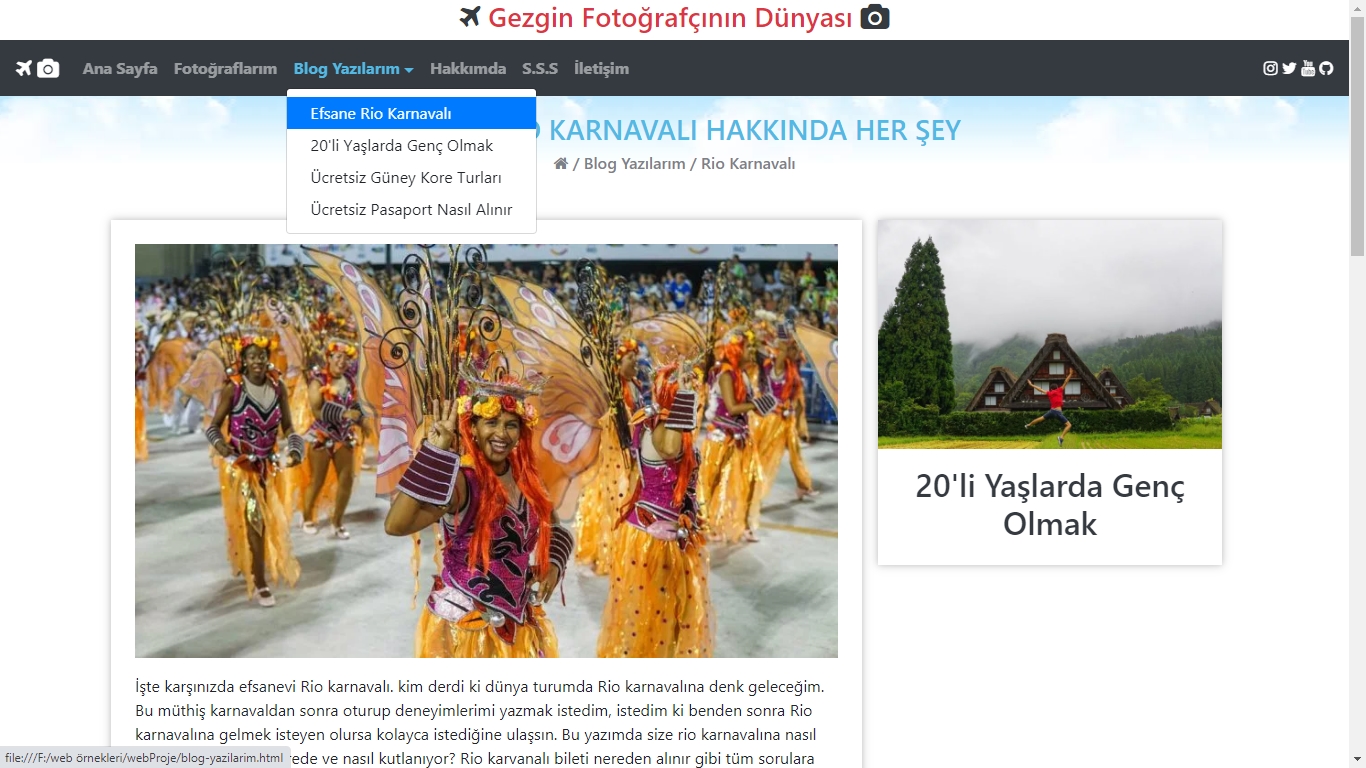 Gezgin Fotoğrafçının Dünyası
Ana Sayfa Fotoğraflarım Blog Yazılarım Hakkımda S.S.S İletişim
Efsane Rio Karnavalı
20'li Yaşlarda Genç Olmak
Ücretsiz Güney Kore Turları
Ücretsiz Pasaport Nasıl Alınır
KARNAVALI HAKKINDA HER ŞEY
/ Blog Yazılarım / Rio Karnavalı
20'li Yaşlarda Genç
Olmak
İşte karşınızda efsanevi Rio karnavalı. kim derdi ki dünya turumda Rio karnavalına denk geleceğim.
Bu müthiş karnavaldan sonra oturup deneyimlerimi yazmak istedim, istedim ki benden sonra Rio
karnavalına gelmek isteyen olursa kolayca istediğine ulaşsın. Bu yazımda size rio karnavalına nasıl
rede ve nasıl kutlanıyor? Rio karvanalı bileti nereden alınır gibi tüm sorulara
file:///F:/web örnekleri/webProje/blog-yazilarim.html